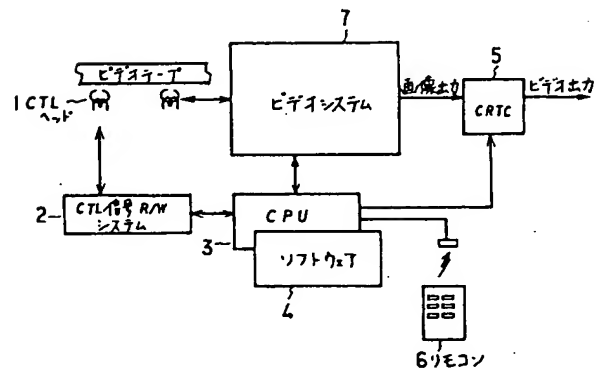 7
ビデオテープ
5
1 CTL
ヘッド
ビデオシステム
画像出力
CRTC
ビデオ出力
2
CTL信号 R/W
システム
CPU
3
ソフトウェア
4
6 リモコン